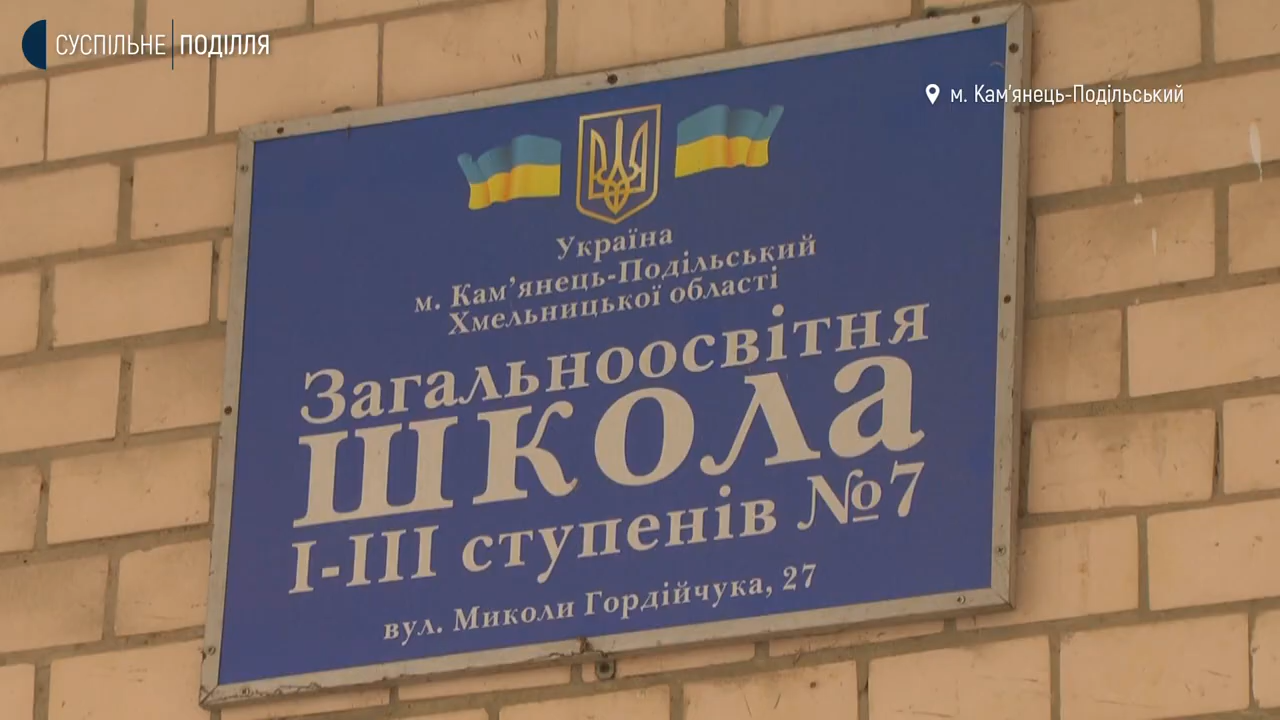 СУСПІЛЬНЕ ПОДІЛЛЯ
м. Кам'янець-Подільський
Україна
м. Кам'янець-Подільський
Хмельницької області
Загальноосвітня
школа
І-ІІІ ступенів №7
вул. Миколи Гордійчука, 27